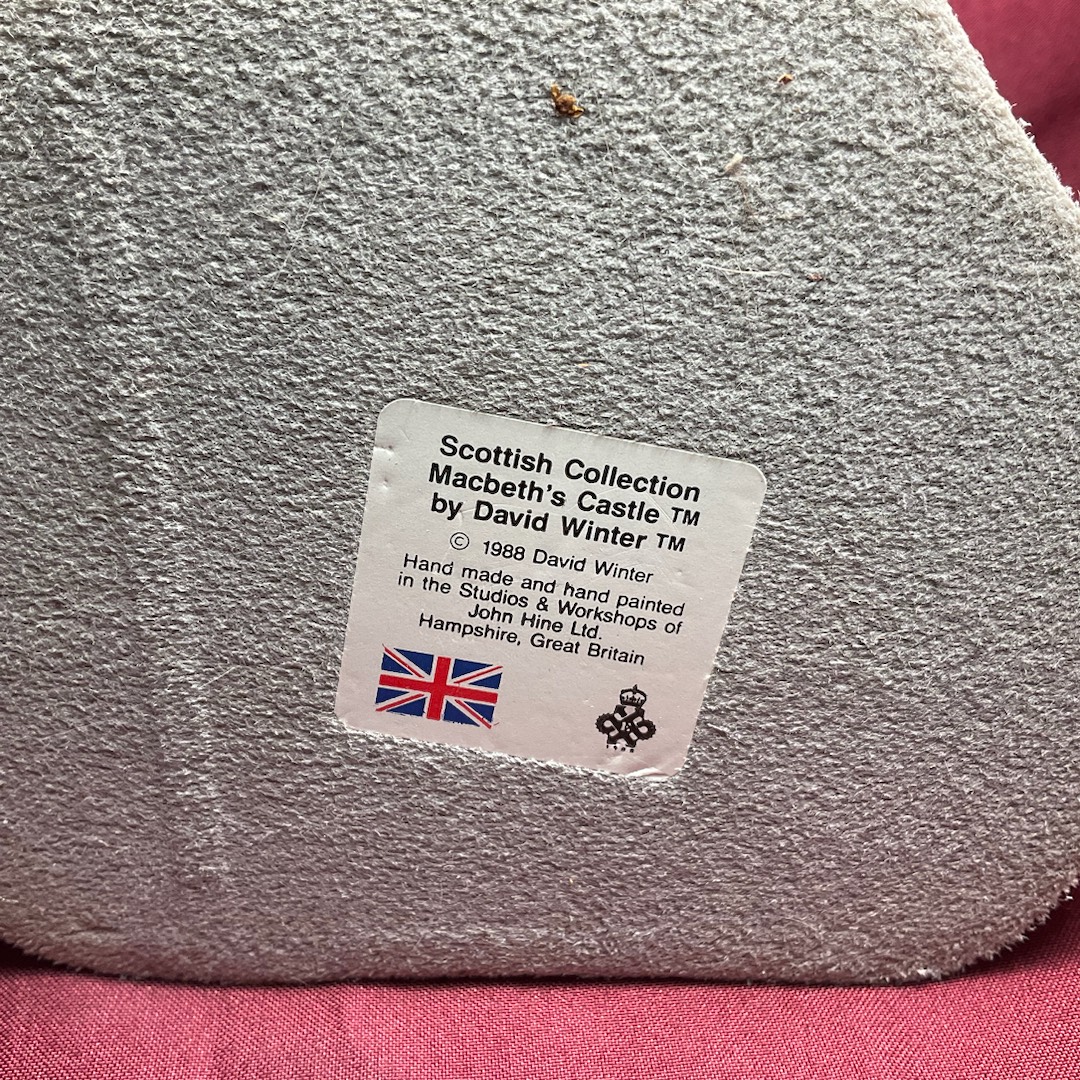 Scottish Collection
Macbeth's Castle ™
by David Winter ™
© 1988 David Winter
Hand made and hand painted
in the Studios & Workshops of
John Hine Ltd.
Hampshire, Great Britain